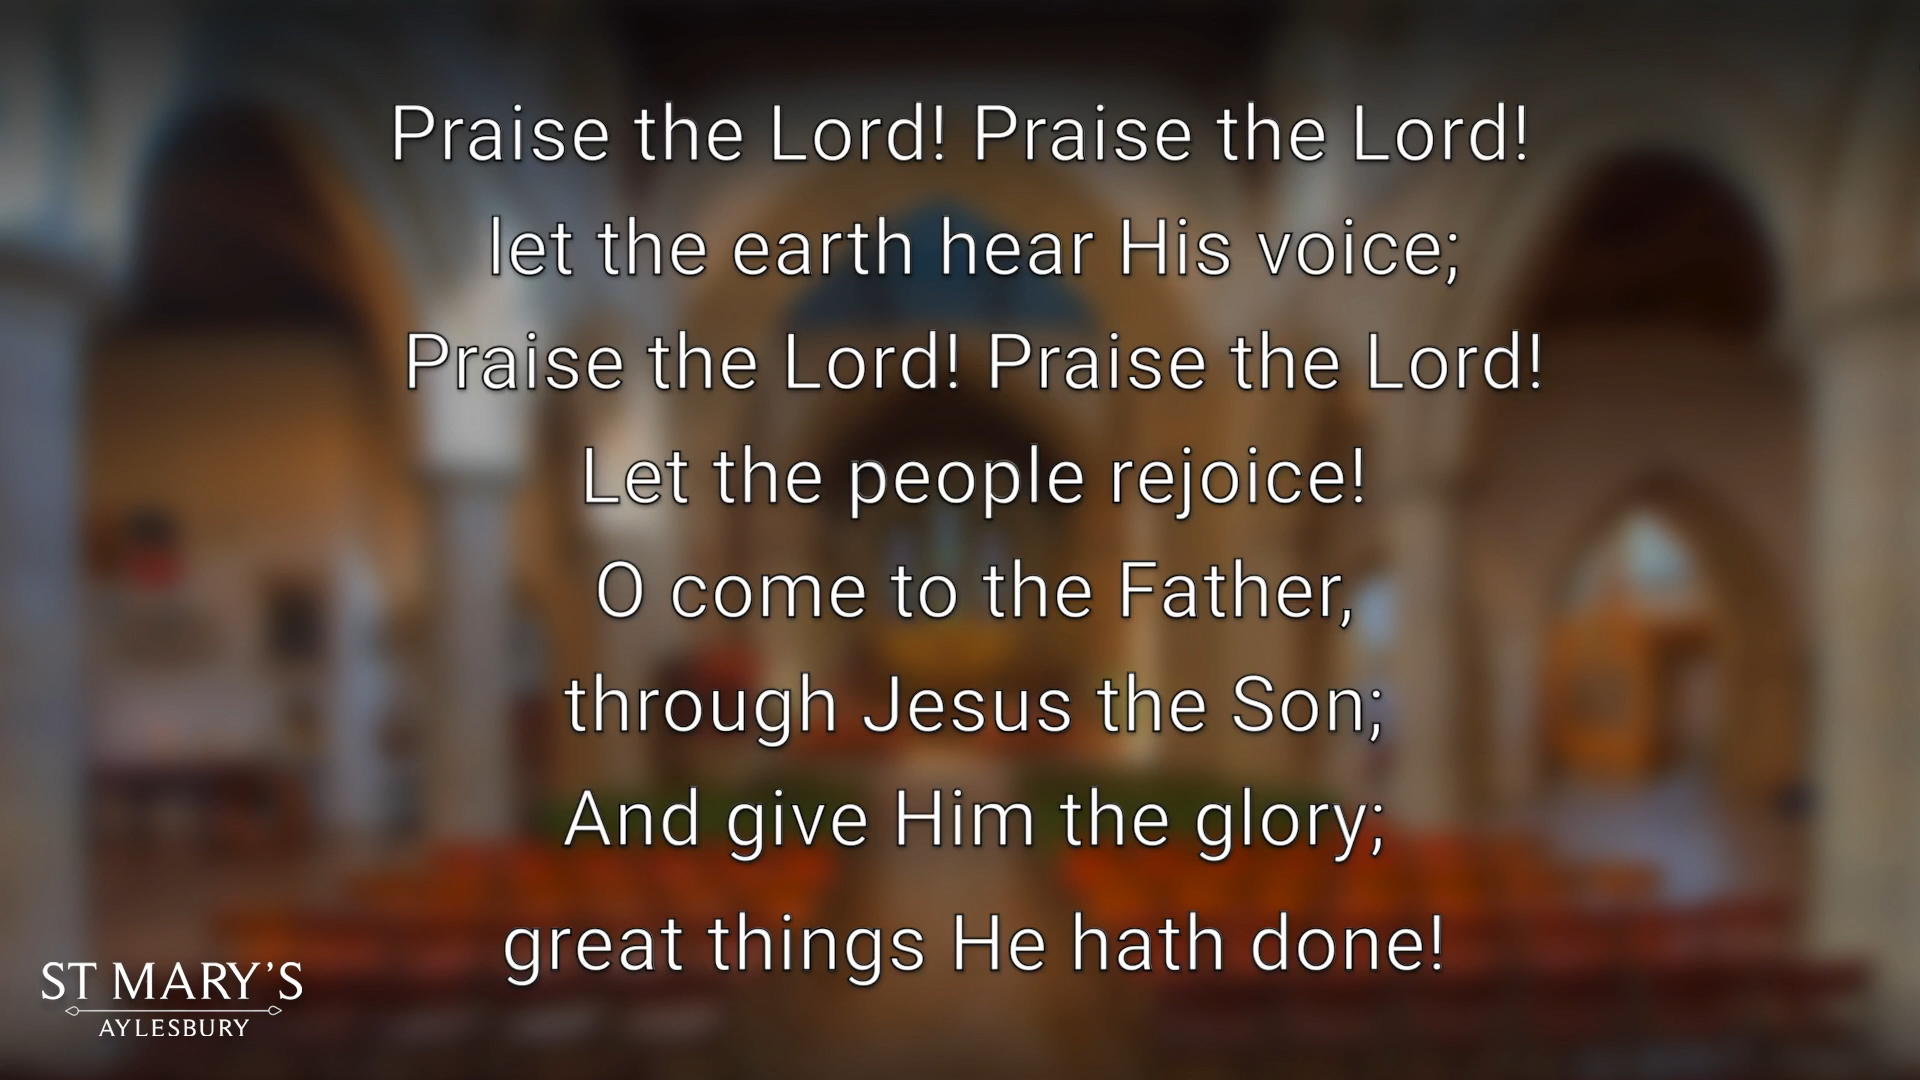 Praise the Lord! Praise the Lord!
let the earth hear His voice;
Praise the Lord! Praise the Lord!
Let the people rejoice!
O come to the Father,
through Jesus the Son;
And give Him the glory;
great things He hath done!
ST MARY'S
AYLESBURY